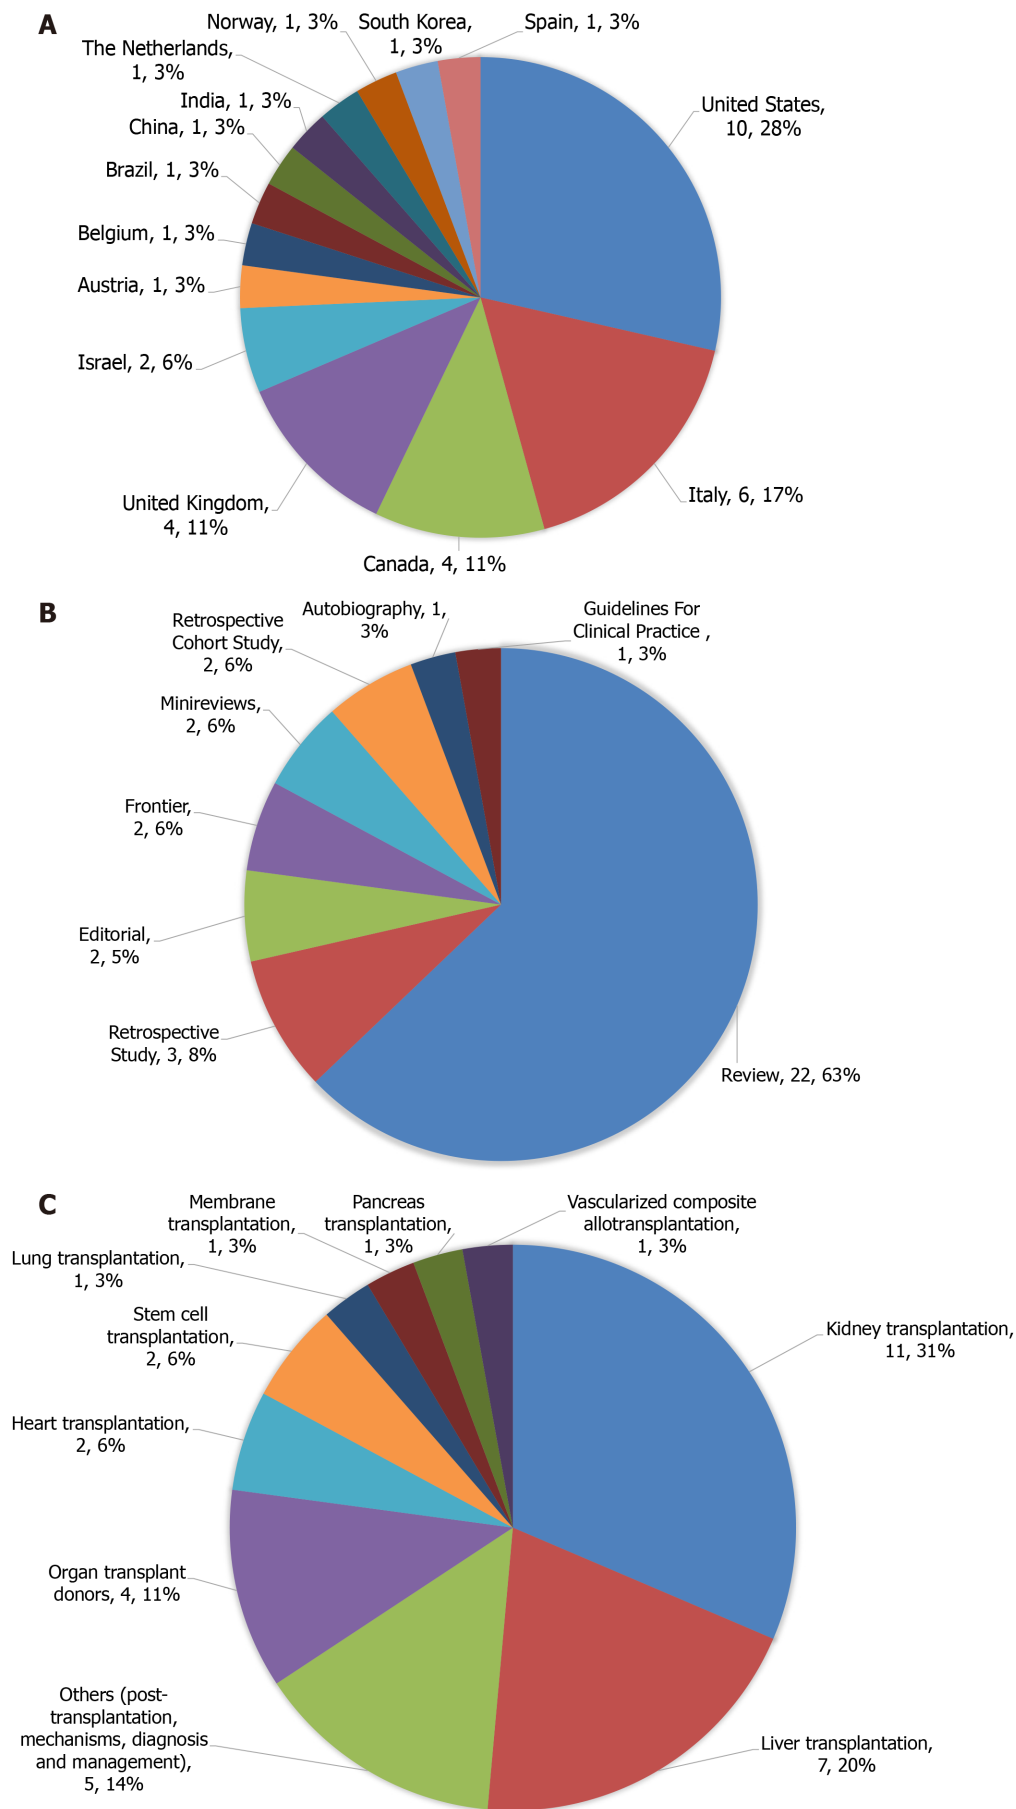 A
Norway, 1, 3%
South Korea,
1, 3%
Spain, 1, 3%
The Netherlands,
1, 3%
United States,
10, 28%
India, 1, 3%
China, 1, 3%
Brazil, 1, 3%
Belgium, 1, 3%
Austria, 1, 3%
Israel, 2, 6%
United Kingdom,
4, 11%
Italy, 6, 17%
Canada, 4, 11%
B
Retrospective
Cohort Study,
2, 6%
Autobiography, 1,
3%
Guidelines For
Clinical Practice ,
1, 3%
Minireviews,
2, 6%
Frontier,
2, 6%
Editorial,
2, 5%
Retrospective
Study, 3, 8%
Review, 22, 63%
C
Membrane
transplantation,
1, 3%
Pancreas
transplantation,
1, 3%
Vascularized composite
allotransplantation,
1, 3%
Lung transplantation,
1, 3%
Stem cell
transplantation,
2, 6%
Kidney transplantation,
11, 31%
Heart transplantation,
2, 6%
Organ transplant
donors, 4, 11%
Others (post-
transplantation,
mechanisms, diagnosis
and management),
5, 14%
Liver transplantation,
7, 20%